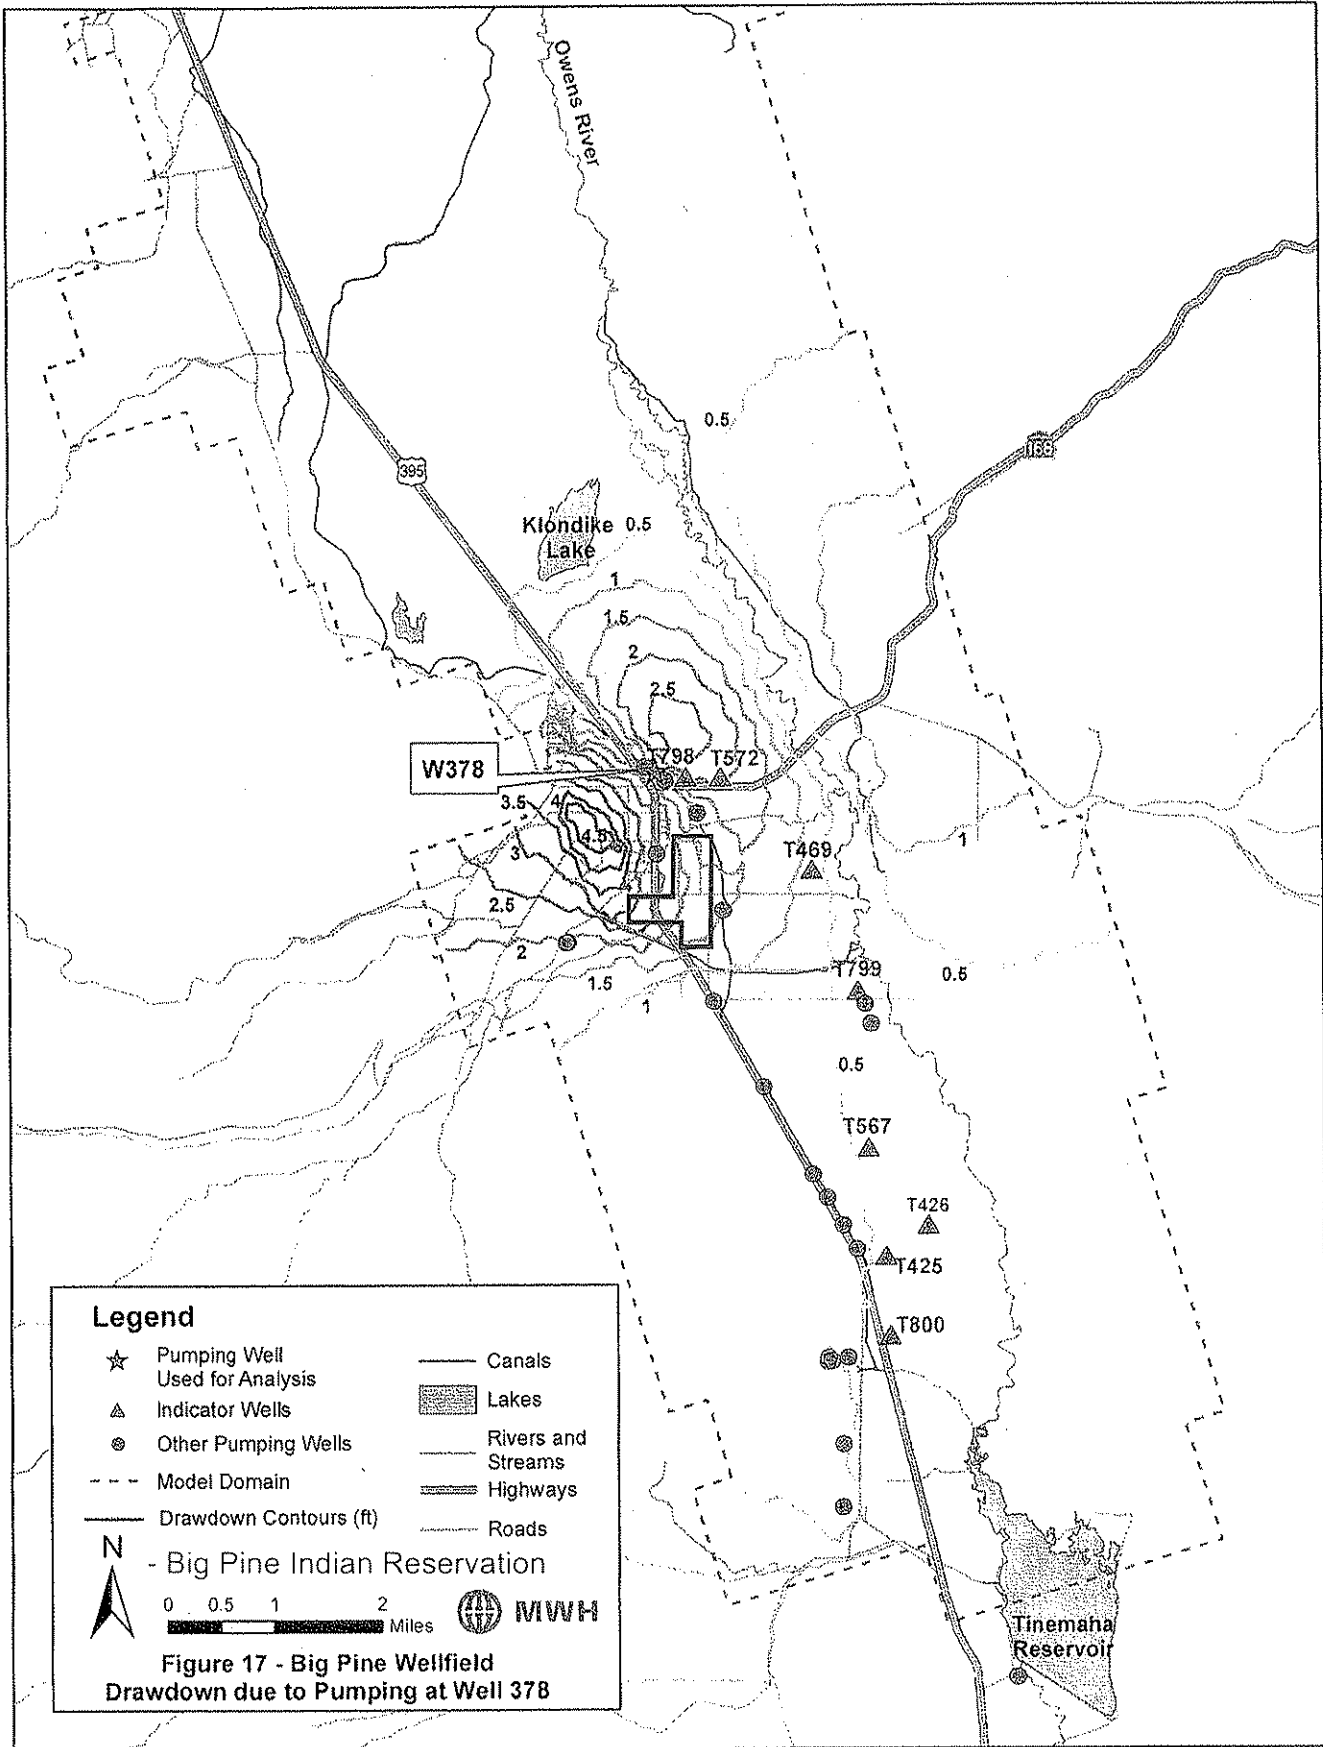 Owens River
0.5
168
395
Klondike 0.5
Lake
1
1.5
2
2.5
T798 T572
W378
3.5 4
4.5
3
T469
1
2.5
2
T799
0.5
1.5
1
0.5
T567
T426
T425
T800
Legend
Pumping Well
Used for Analysis
Indicator Wells
Other Pumping Wells
Model Domain
Drawdown Contours (ft)
Canals
Lakes
Rivers and
Streams
Highways
Roads
N
- Big Pine Indian Reservation
0 0.5 1 2
Miles
MWH
Figure 17 - Big Pine Wellfield
Drawdown due to Pumping at Well 378
Tinemaha
Reservoir